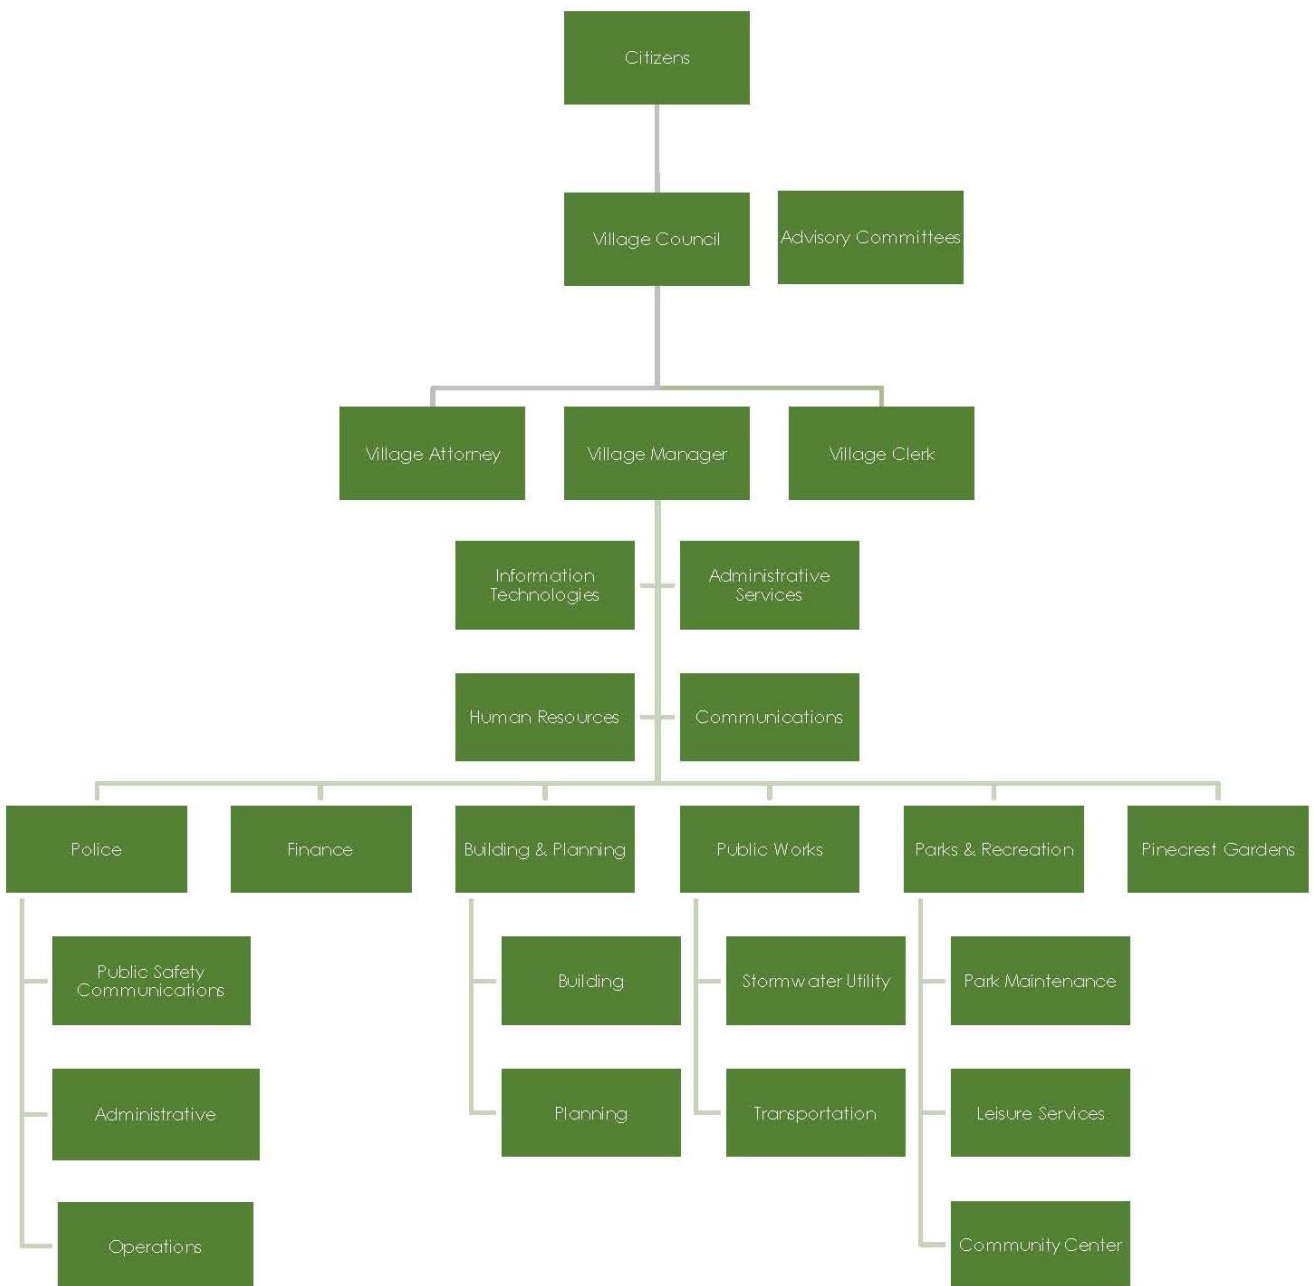 Citizens
Village Council
Advisory Committees
Village Attorney
Village Manager
Village Clerk
Information
Technologies
Administrative
Services
Human Resources
Communications
Police
Finance
Building & Planning
Public Works
Parks & Recreation
Pinecrest Gardens
Public Safety
Communications
Building
Stormwater Utility
Park Maintenance
Administrative
Planning
Transportation
Leisure Services
Operations
Community Center